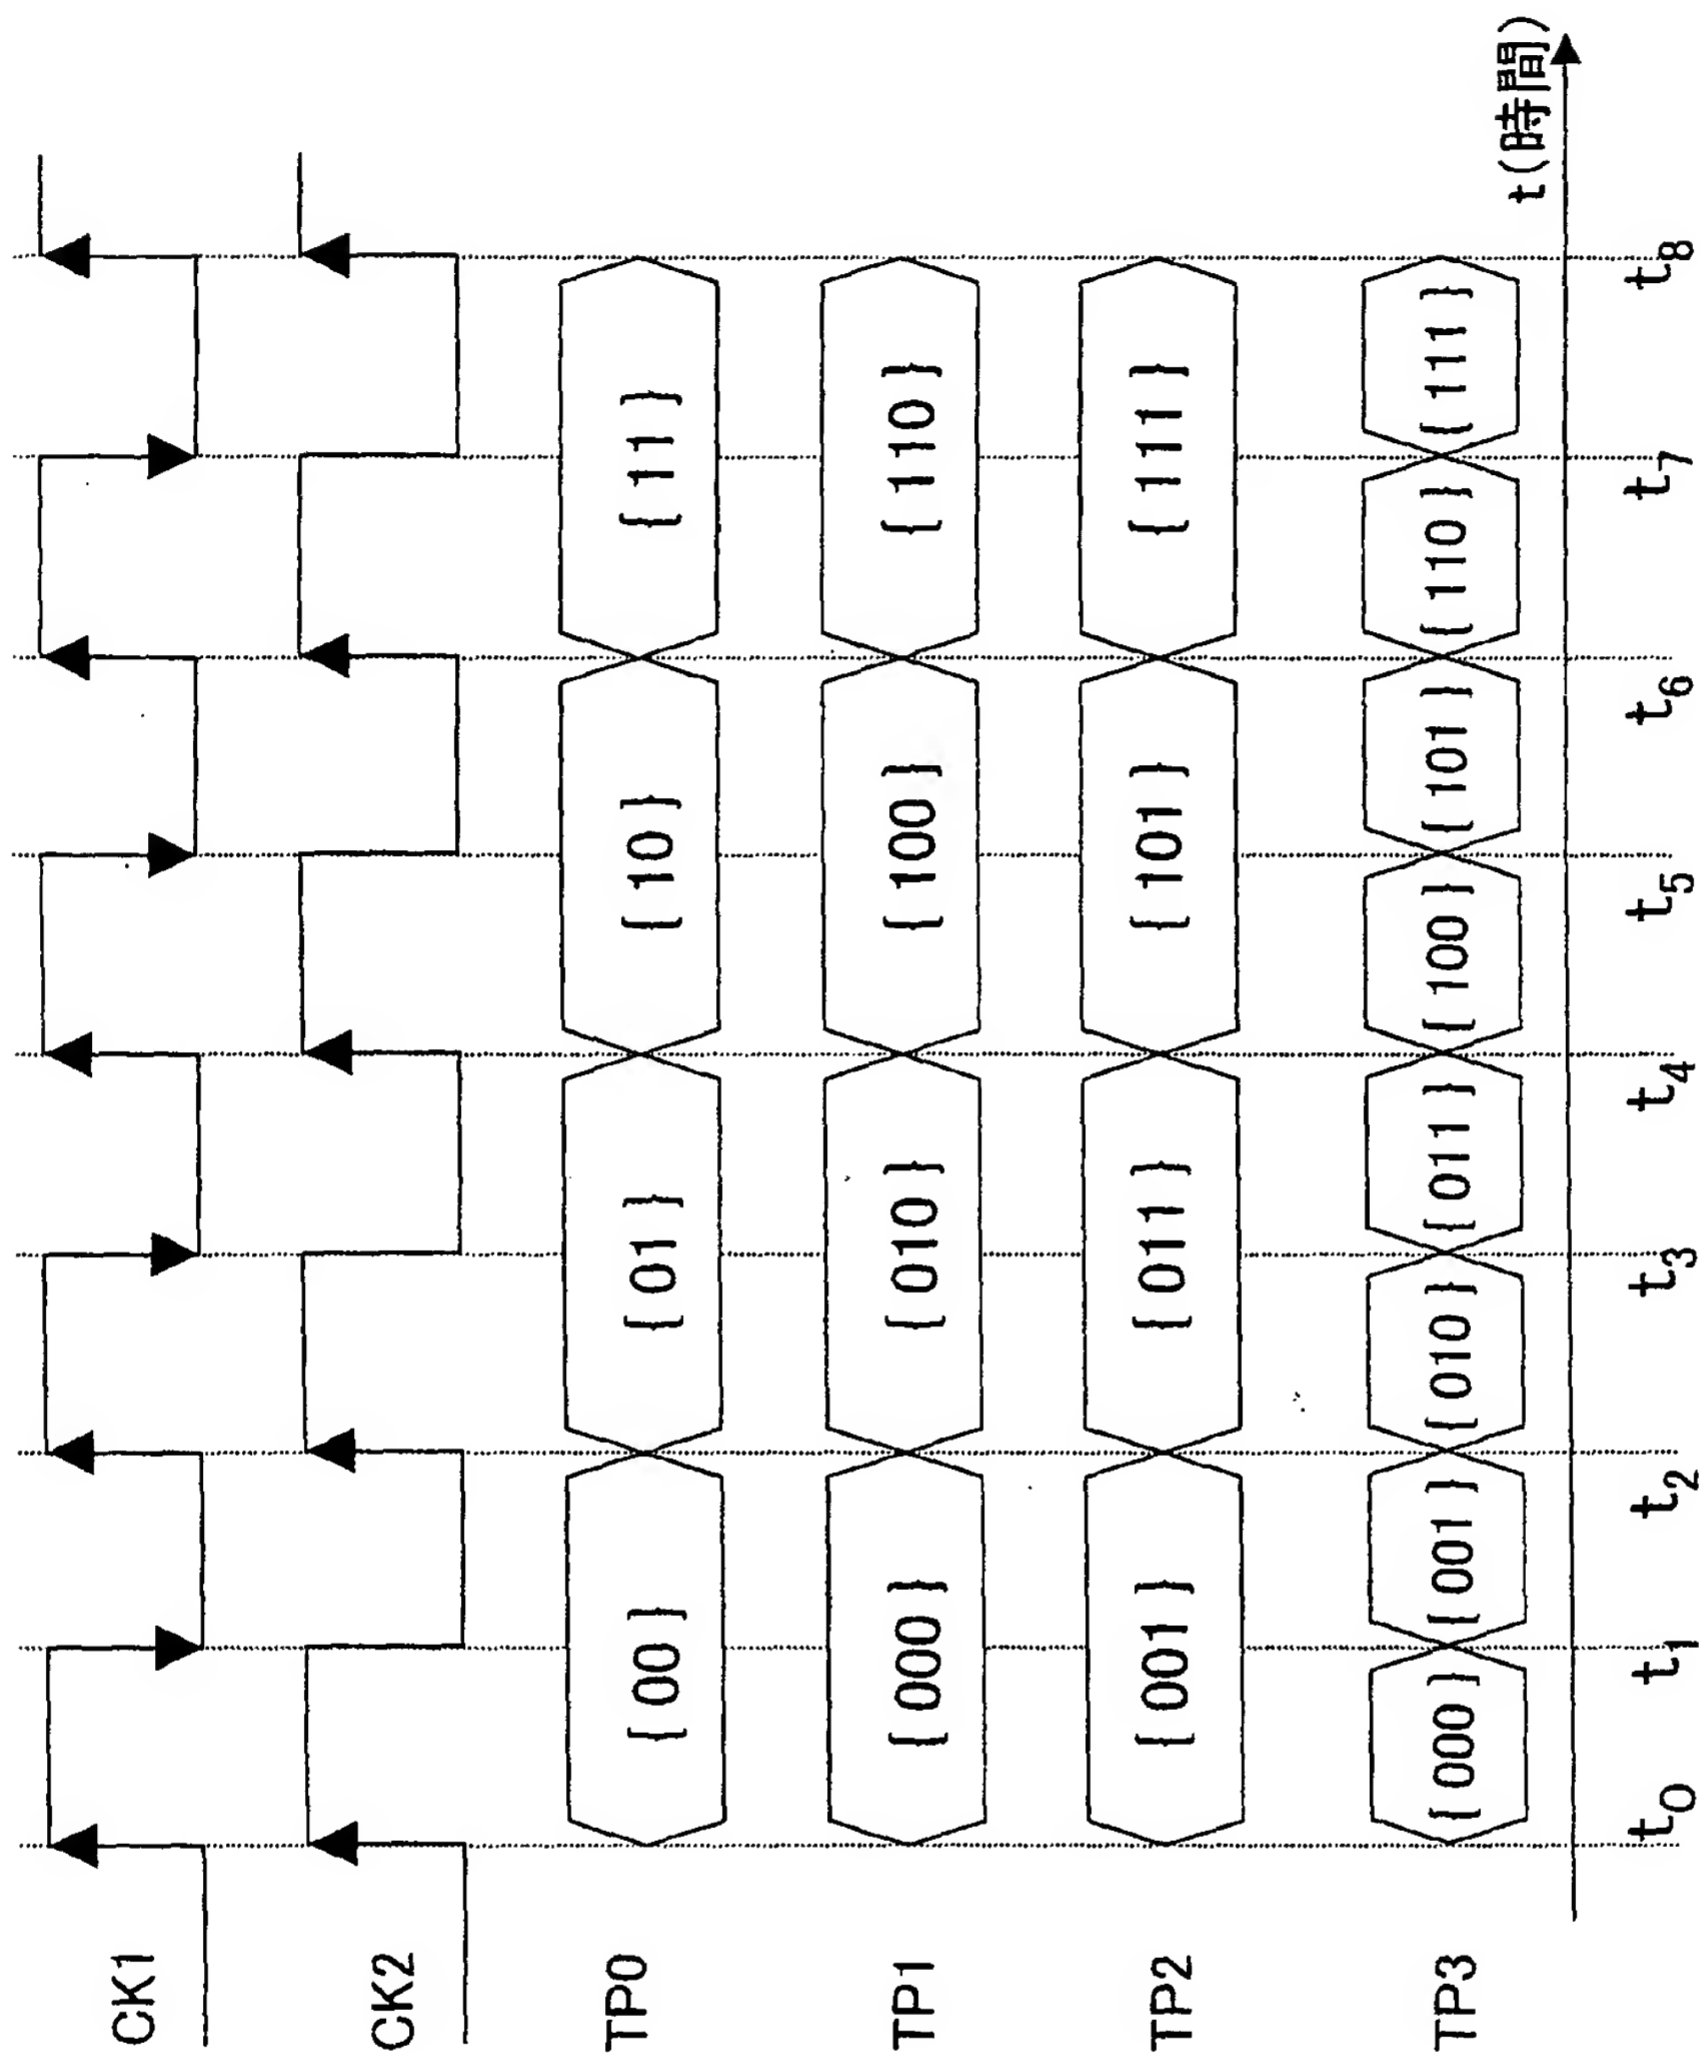 CK1
CK2
TP0 {00} {01} {10} {11}
TP1 {000} {010} {100} {110}
TP2 {001} {011} {101} {111}
TP3 {000} {001} {010} {011} {100} {101} {110} {111}
t(時間)
t0 t1 t2 t3 t4 t5 t6 t7 t8